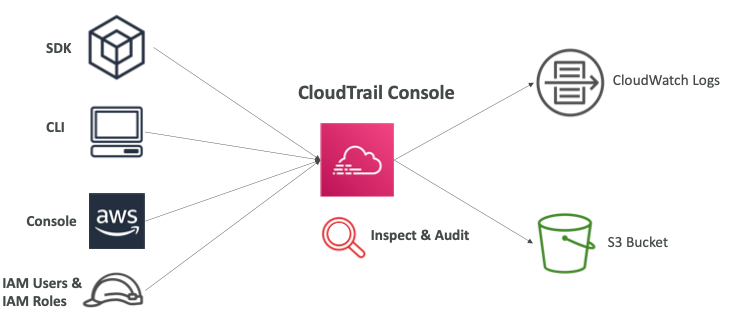 SDK
CloudTrail Console
CloudWatch Logs
CLI
Console
aws
Inspect & Audit
S3 Bucket
IAM Users &
IAM Roles